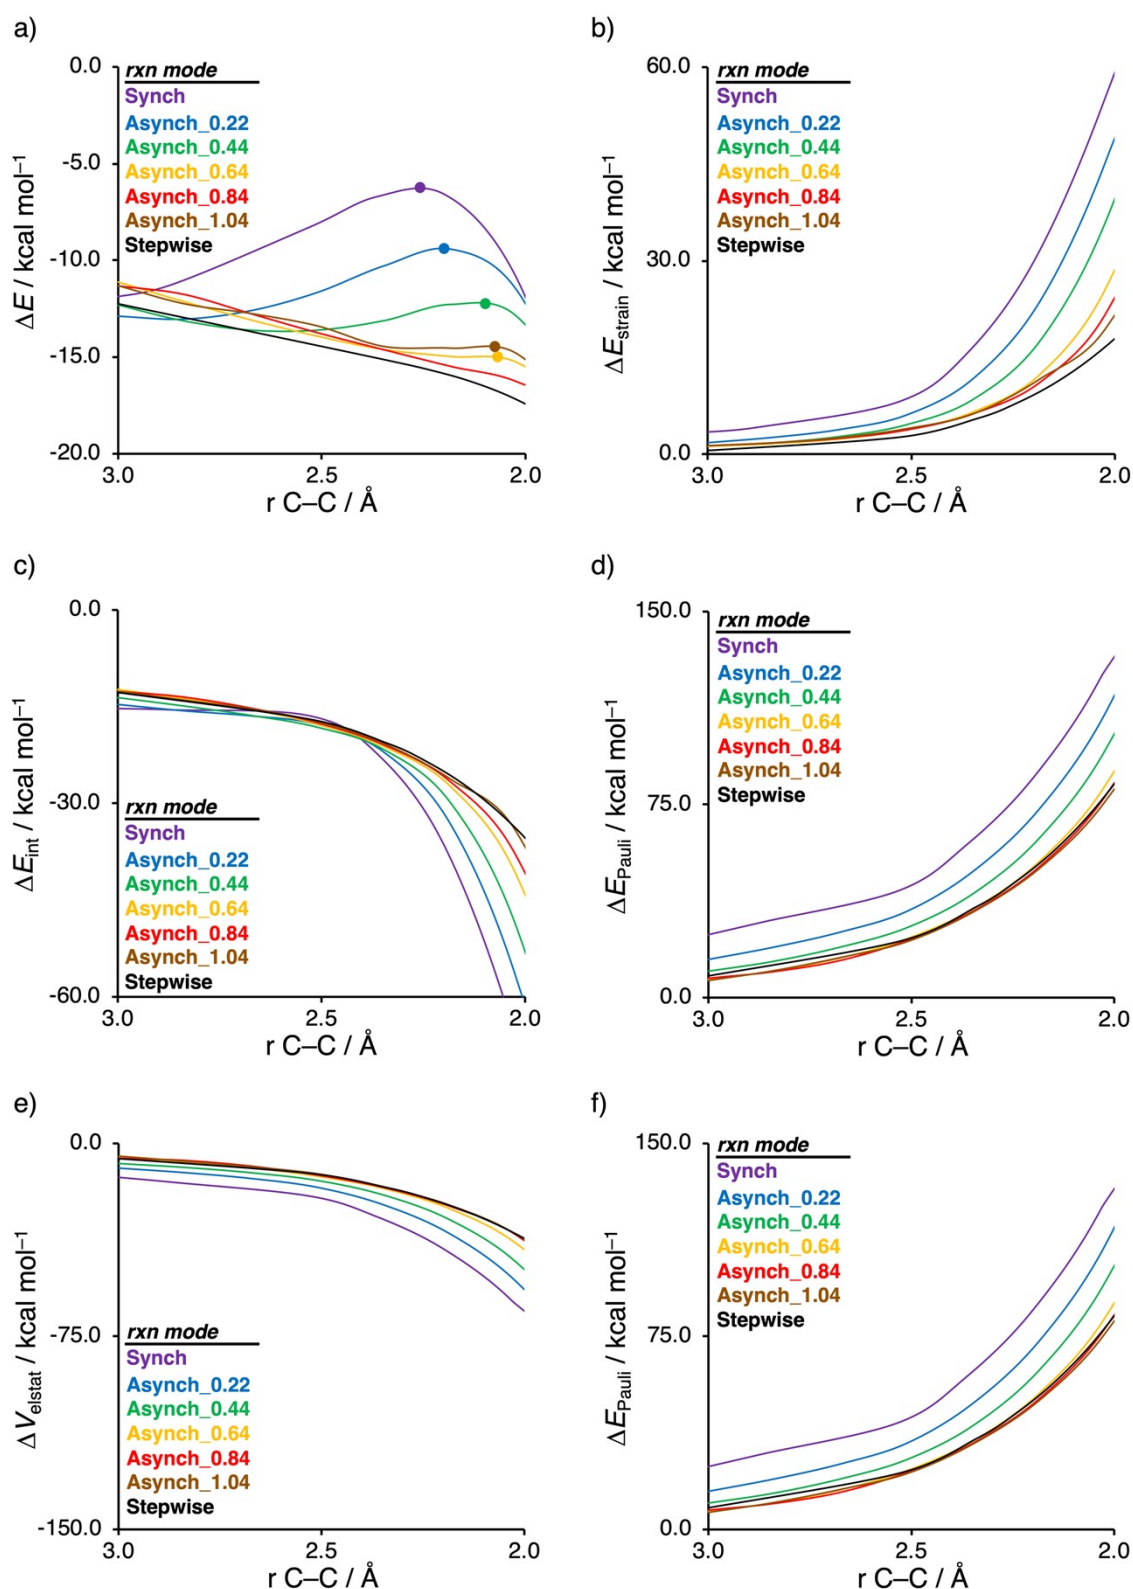 a)
0.0
-5.0
-10.0
-15.0
-20.0
ΔE / kcal mol⁻¹
rxn mode
Synch
Asynch_0.22
Asynch_0.44
Asynch_0.64
Asynch_0.84
Asynch_1.04
Stepwise
3.0 2.5 2.0
r C–C / Å
b)
60.0
30.0
0.0
ΔEstrain / kcal mol⁻¹
rxn mode
Synch
Asynch_0.22
Asynch_0.44
Asynch_0.64
Asynch_0.84
Asynch_1.04
Stepwise
3.0 2.5 2.0
r C–C / Å
c)
0.0
-30.0
-60.0
ΔEint / kcal mol⁻¹
rxn mode
Synch
Asynch_0.22
Asynch_0.44
Asynch_0.64
Asynch_0.84
Asynch_1.04
Stepwise
3.0 2.5 2.0
r C–C / Å
d)
150.0
75.0
0.0
ΔEPauli / kcal mol⁻¹
rxn mode
Synch
Asynch_0.22
Asynch_0.44
Asynch_0.64
Asynch_0.84
Asynch_1.04
Stepwise
3.0 2.5 2.0
r C–C / Å
e)
0.0
-75.0
-150.0
ΔVelstat / kcal mol⁻¹
rxn mode
Synch
Asynch_0.22
Asynch_0.44
Asynch_0.64
Asynch_0.84
Asynch_1.04
Stepwise
3.0 2.5 2.0
r C–C / Å
f)
150.0
75.0
0.0
ΔEPauli / kcal mol⁻¹
rxn mode
Synch
Asynch_0.22
Asynch_0.44
Asynch_0.64
Asynch_0.84
Asynch_1.04
Stepwise
3.0 2.5 2.0
r C–C / Å